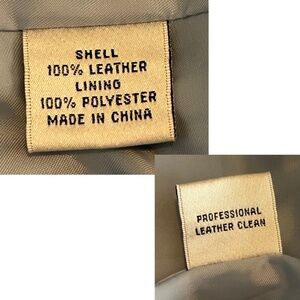 SHELL
100% LEATHER
LINING
100% POLYESTER
MADE IN CHINA
PROFESSIONAL
LEATHER CLEAN